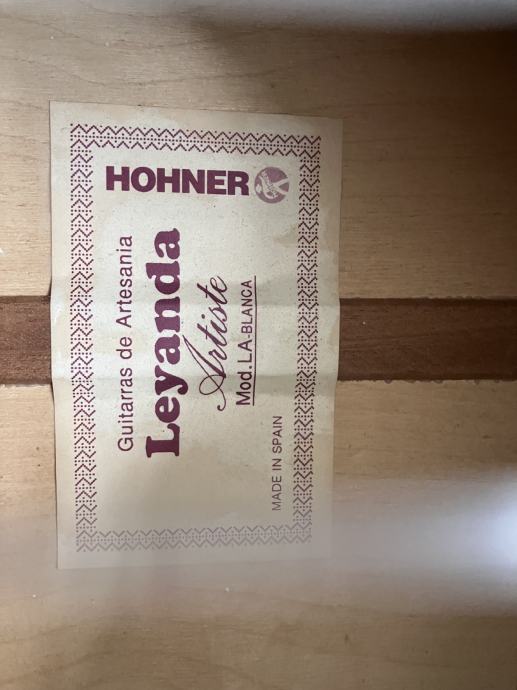 HOHNER
Guitarras de Artesania
Leyanda
Artiste
Mod. LA-BLANCA
MADE IN SPAIN